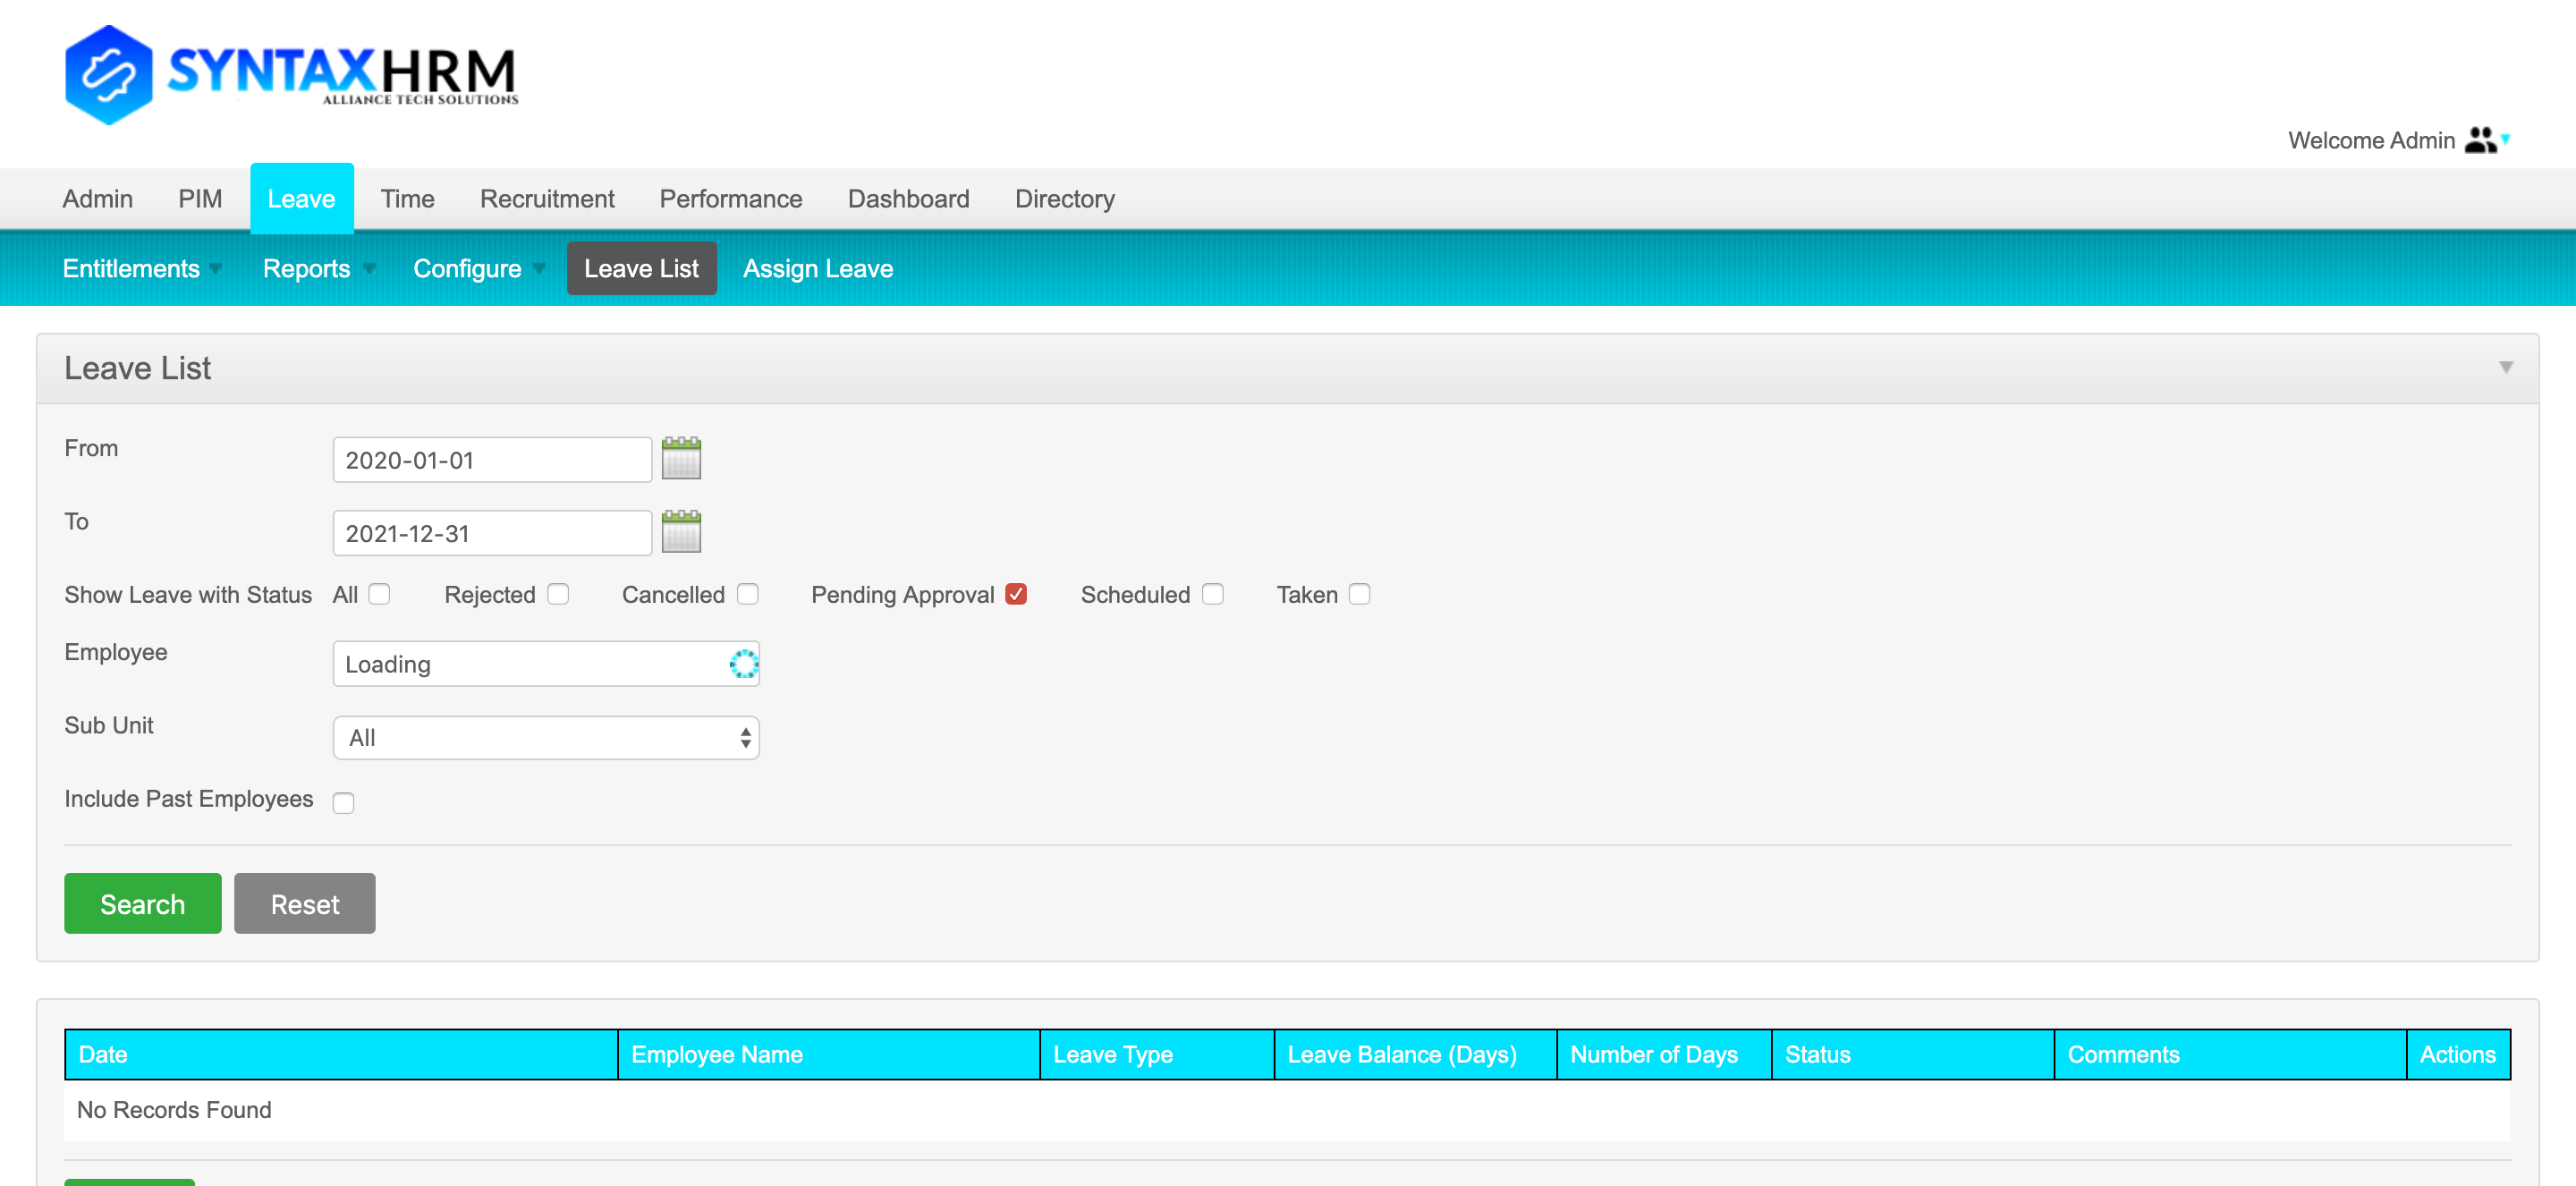 SYNTAXHRM
ALLIANCE TECH SOLUTIONS
Welcome Admin
Admin PIM Leave Time Recruitment Performance Dashboard Directory
Entitlements Reports Configure Leave List Assign Leave
Leave List
From 2020-01-01
To 2021-12-31
Show Leave with Status All Rejected Cancelled Pending Approval Scheduled Taken
Employee Loading
Sub Unit All
Include Past Employees
Search Reset
Date Employee Name Leave Type Leave Balance (Days) Number of Days Status Comments Actions
No Records Found